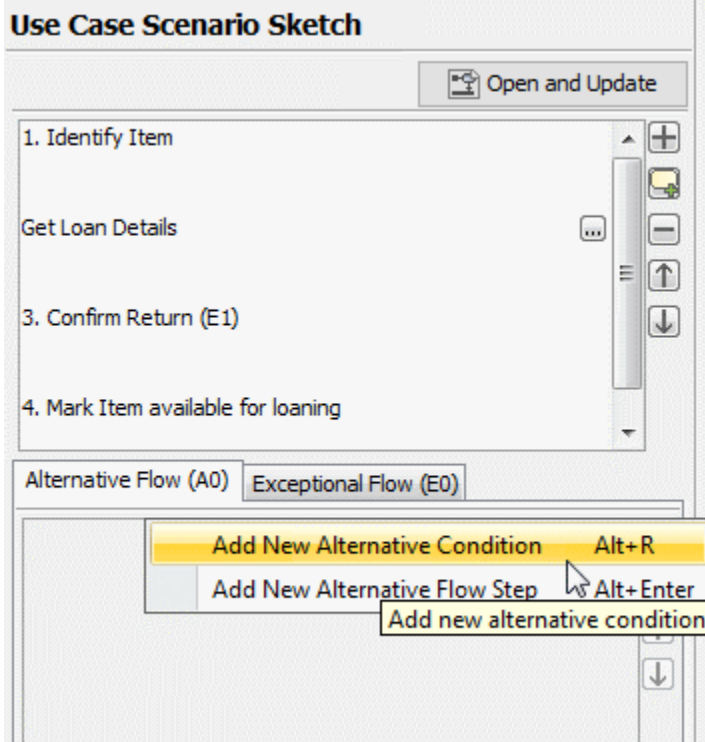 Use Case Scenario Sketch
Open and Update
1. Identify Item
Get Loan Details
...
3. Confirm Return (E1)
4. Mark Item available for loaning
Alternative Flow (A0) Exceptional Flow (E0)
Add New Alternative Condition Alt+R
Add New Alternative Flow Step Alt+Enter
Add new alternative condition